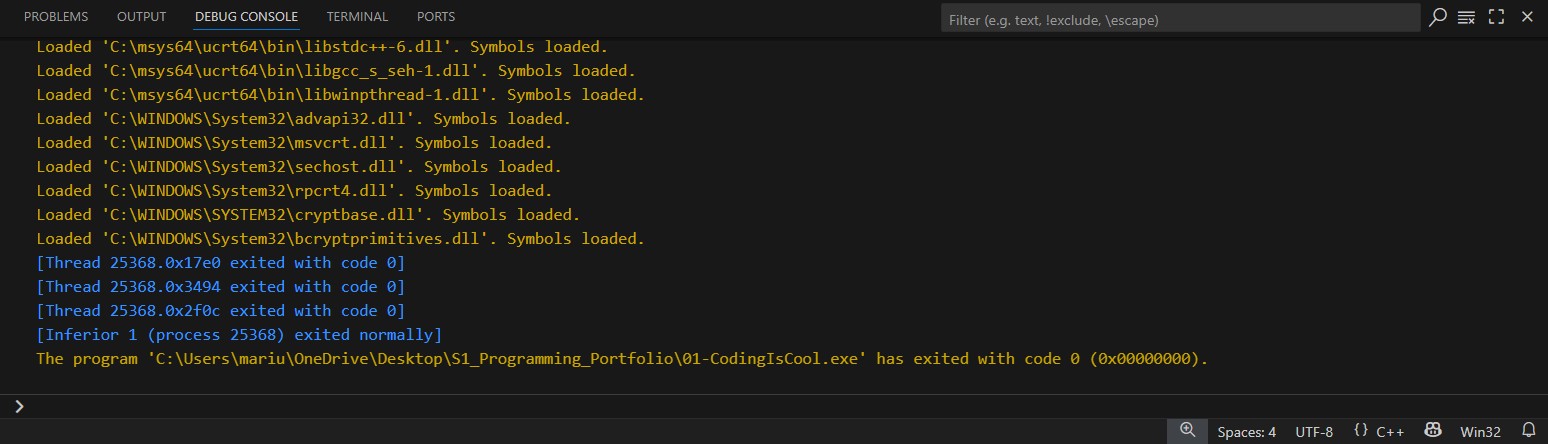 PROBLEMS OUTPUT DEBUG CONSOLE TERMINAL PORTS Filter (e.g. text, !exclude, \escape)
Loaded 'C:\msys64\ucrt64\bin\libstdc++-6.dll'. Symbols loaded.
Loaded 'C:\msys64\ucrt64\bin\libgcc_s_seh-1.dll'. Symbols loaded.
Loaded 'C:\msys64\ucrt64\bin\libwinpthread-1.dll'. Symbols loaded.
Loaded 'C:\WINDOWS\System32\advapi32.dll'. Symbols loaded.
Loaded 'C:\WINDOWS\System32\msvcrt.dll'. Symbols loaded.
Loaded 'C:\WINDOWS\System32\sechost.dll'. Symbols loaded.
Loaded 'C:\WINDOWS\System32\rpcrt4.dll'. Symbols loaded.
Loaded 'C:\WINDOWS\SYSTEM32\cryptbase.dll'. Symbols loaded.
Loaded 'C:\WINDOWS\System32\bcryptprimitives.dll'. Symbols loaded.
[Thread 25368.0x17e0 exited with code 0]
[Thread 25368.0x3494 exited with code 0]
[Thread 25368.0x2f0c exited with code 0]
[Inferior 1 (process 25368) exited normally]
The program 'C:\Users\mariu\OneDrive\Desktop\S1_Programming_Portfolio\01-CodingIsCool.exe' has exited with code 0 (0x00000000).
Spaces: 4 UTF-8 {} C++ Win32